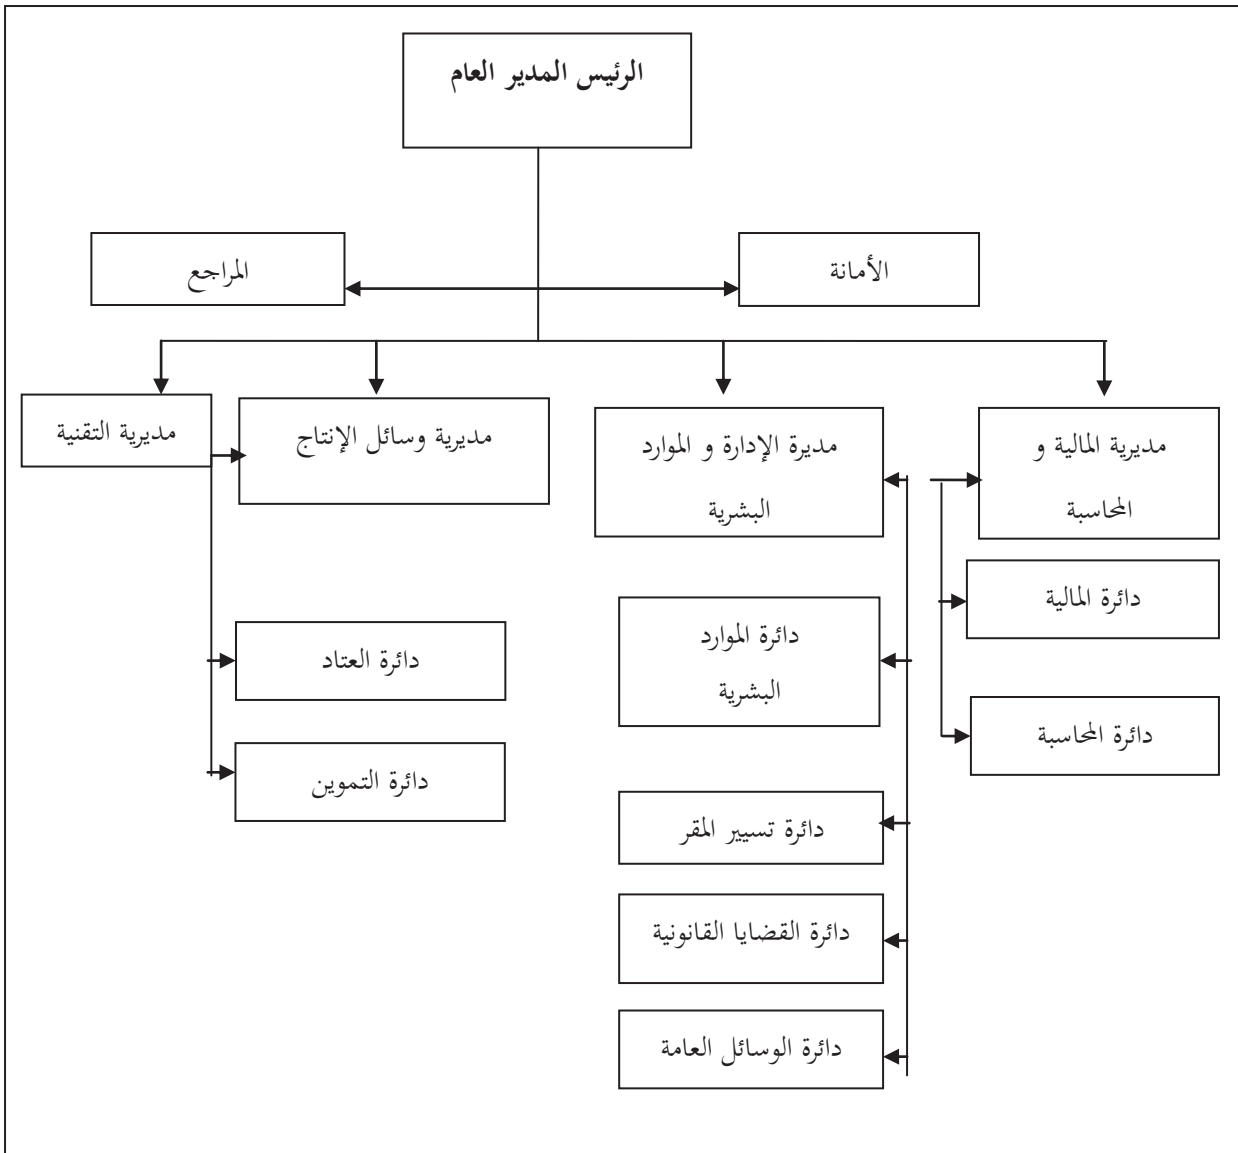 الرئيس المدير العام
الأمانة
المراجع
مديرية المالية و
المحاسبة
مديرة الإدارة و الموارد
البشرية
مديرية وسائل الإنتاج
مديرية التقنية
دائرة المالية
دائرة المحاسبة
دائرة الموارد
البشرية
دائرة تسيير المقر
دائرة القضايا القانونية
دائرة الوسائل العامة
دائرة العتاد
دائرة التموين